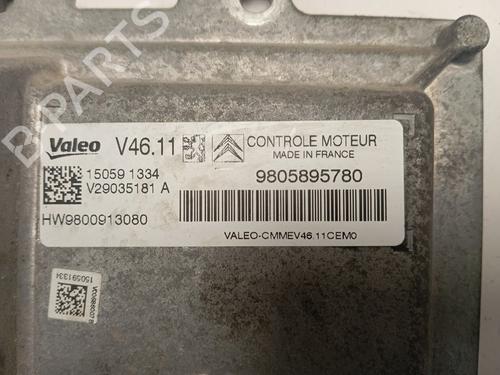 B-PARTS
Valeo V46.11 CONTROLE MOTEUR
MADE IN FRANCE
15059 1334
V29035181 A
9805895780
HW9800913080
VALEO-CMMEV46.11CEM0
150591334